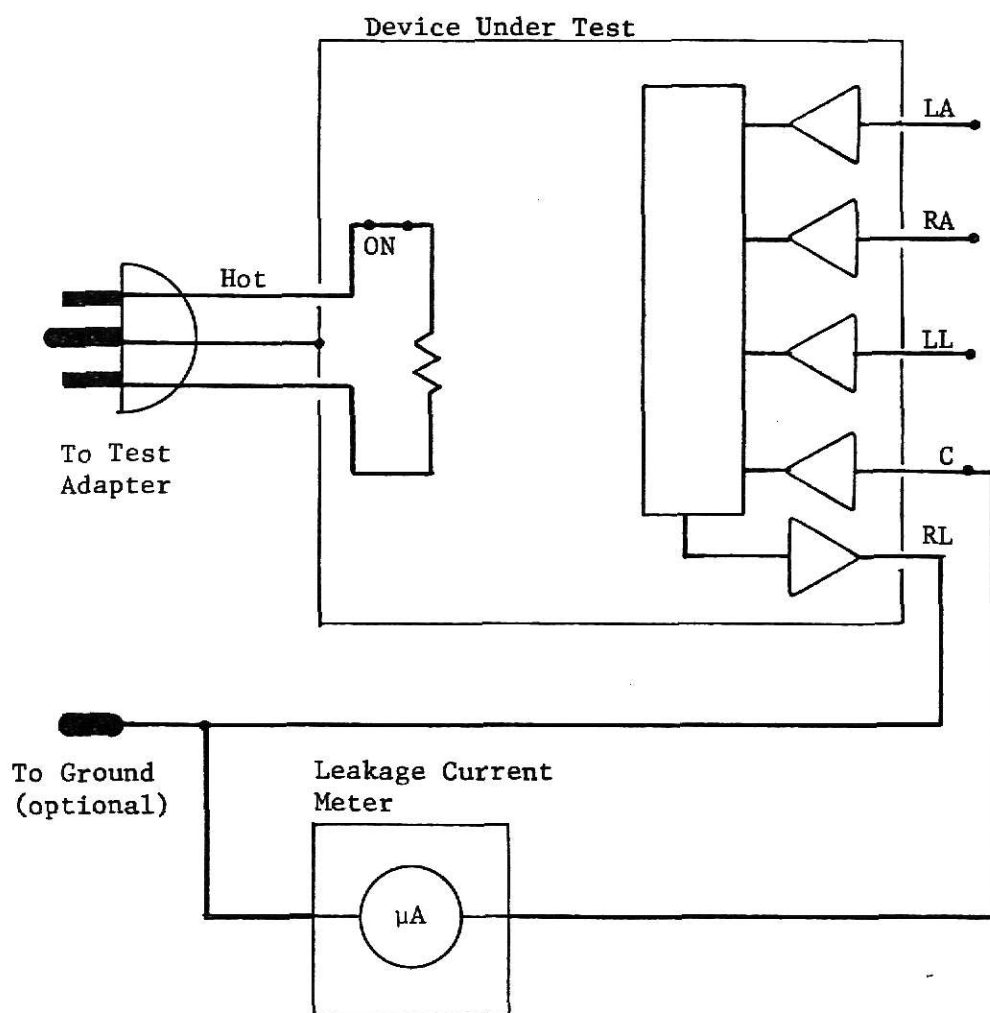 Device Under Test
LA
RA
ON
Hot
LL
To Test
Adapter
C
RL
To Ground
(optional)
Leakage Current
Meter
µA